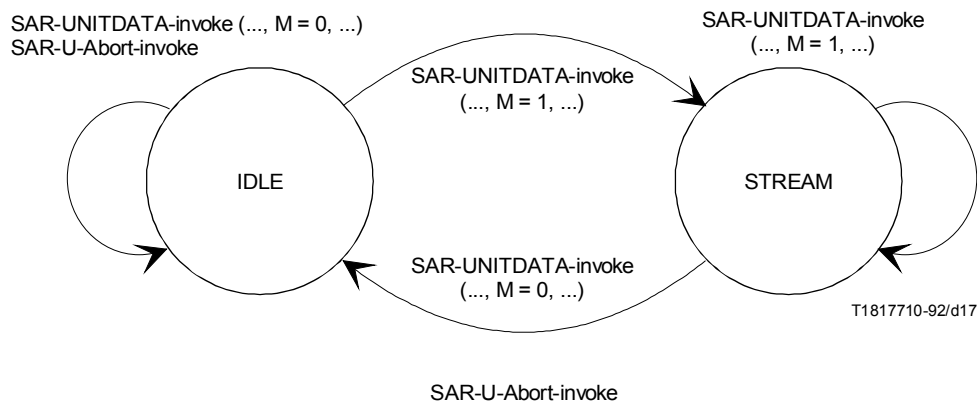 SAR-UNITDATA-invoke (..., M = 0, ...)
SAR-U-Abort-invoke
SAR-UNITDATA-invoke
(..., M = 1, ...)
SAR-UNITDATA-invoke
(..., M = 1, ...)
IDLE
STREAM
SAR-UNITDATA-invoke
(..., M = 0, ...)
T1817710-92/d17
SAR-U-Abort-invoke